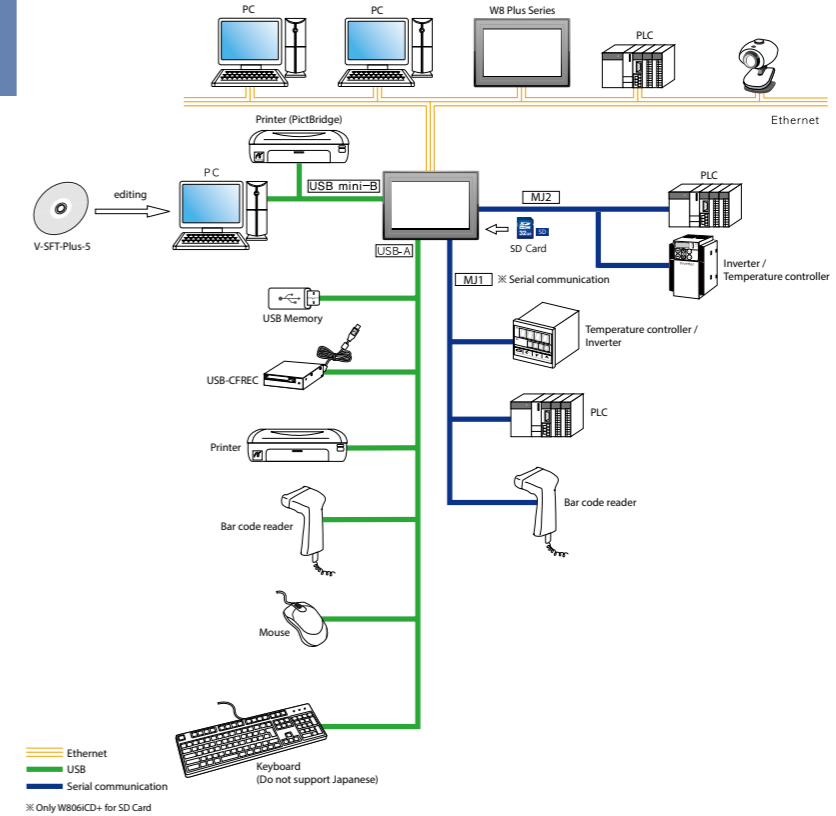 PC
PC
W8 Plus Series
PLC
Ethernet
Printer (PictBridge)
PC
USB mini-B
MJ2
PLC
editing
V-SFT-Plus-5
32GB
SD
SD Card
USB-A
Inverter /
Temperature controller
MJ1
※ Serial communication
USB Memory
Temperature controller /
Inverter
USB-CFREC
PLC
Printer
Bar code reader
Bar code reader
Mouse
Keyboard
(Do not support Japanese)
Ethernet
USB
Serial communication
※ Only W806iCD+ for SD Card